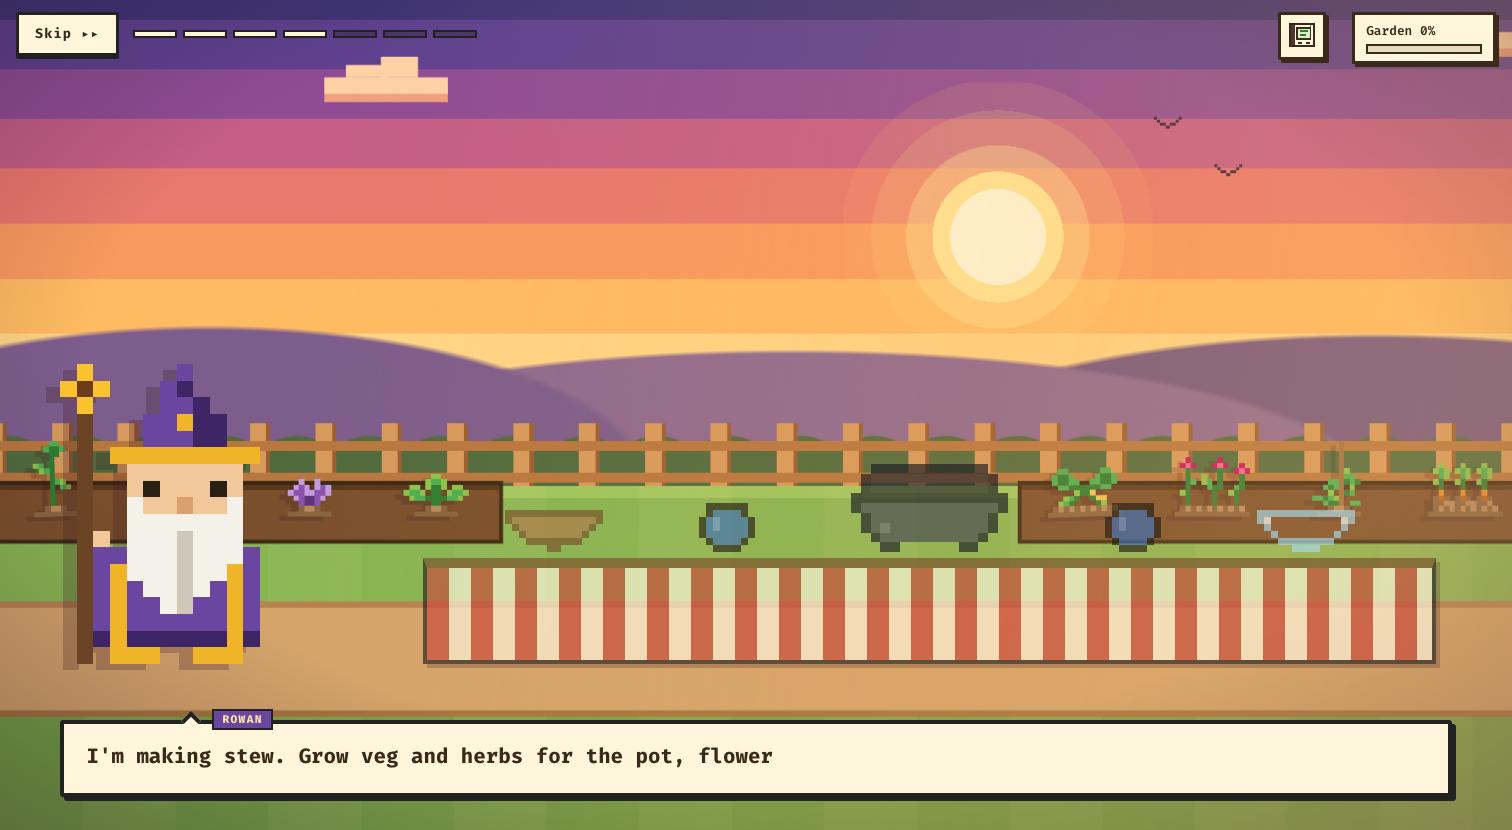 Skip ▸▸
Garden 0%
ROWAN
I'm making stew. Grow veg and herbs for the pot, flower